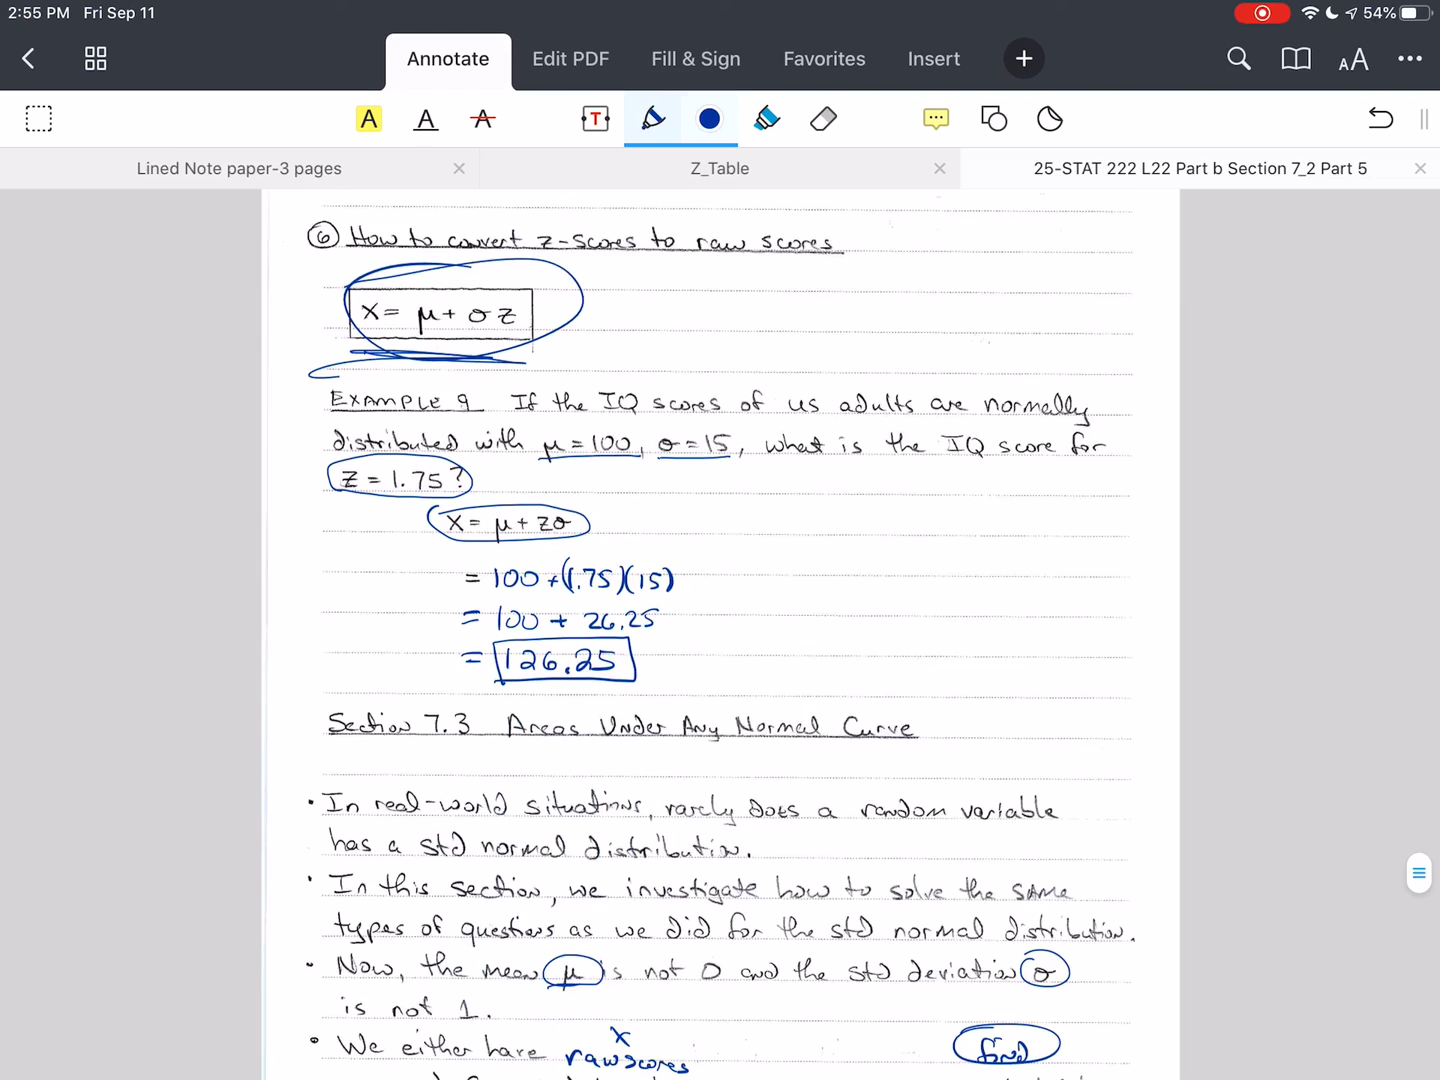 2:55 PM Fri Sep 11
54%
Annotate Edit PDF Fill & Sign Favorites Insert
AA
A A A T
Lined Note paper-3 pages Z_Table 25-STAT 222 L22 Part b Section 7_2 Part 5
⑥ How to convert z-scores to raw scores
x = μ + σ z
EXAMPLE 9 If the IQ scores of us adults are normally
distributed with μ = 100, σ = 15, what is the IQ score for
z = 1.75?
x = μ + zσ
= 100 + (1.75)(15)
= 100 + 26.25
= 126.25
Section 7.3 Areas Under Any Normal Curve
• In real-world situations, rarely does a random variable
has a std normal distribution.
• In this section, we investigate how to solve the same
types of questions as we did for the std normal distribution.
• Now, the mean μ is not 0 and the std deviation σ
is not 1.
x
• We either have raw scores find